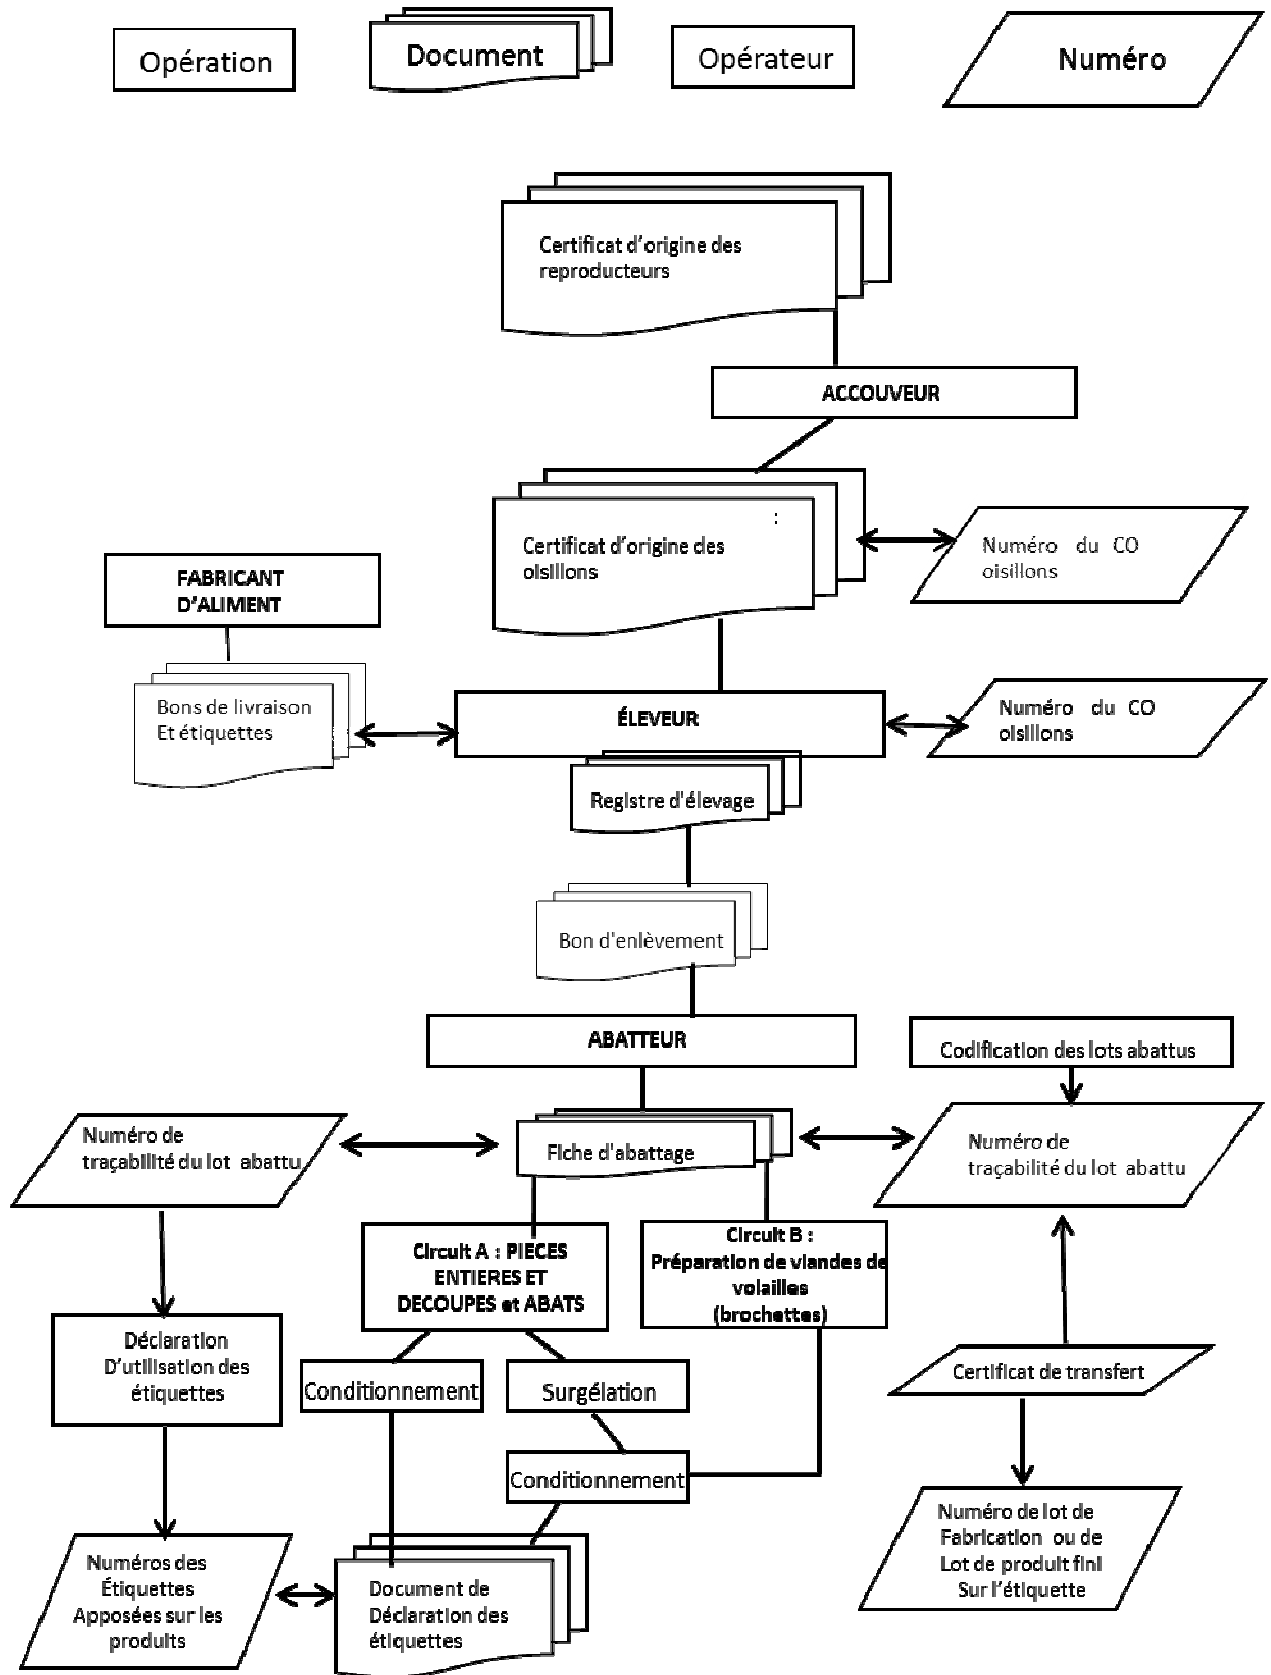 Opération
Document
Opérateur
Numéro
Certificat d'origine des
reproducteurs
ACCOUVEUR
:
Certificat d'origine des
oisillons
Numéro du CO
oisillons
FABRICANT
D'ALIMENT
Bons de livraison
Et étiquettes
ÉLEVEUR
Numéro du CO
oisillons
Registre d'élevage
Bon d'enlèvement
ABATTEUR
Codification des lots abattus
Numéro de
traçabilité du lot abattu
Fiche d'abattage
Numéro de
traçabilité du lot abattu
Circuit A : PIECES
ENTIERES ET
DECOUPES et ABATS
Circuit B :
Préparation de viandes de
volailles
(brochettes)
Déclaration
D'utilisation des
étiquettes
Conditionnement
Surgélation
Certificat de transfert
Conditionnement
Numéros des
Étiquettes
Apposées sur les
produits
Document de
Déclaration des
étiquettes
Numéro de lot de
Fabrication ou de
Lot de produit fini
Sur l'étiquette